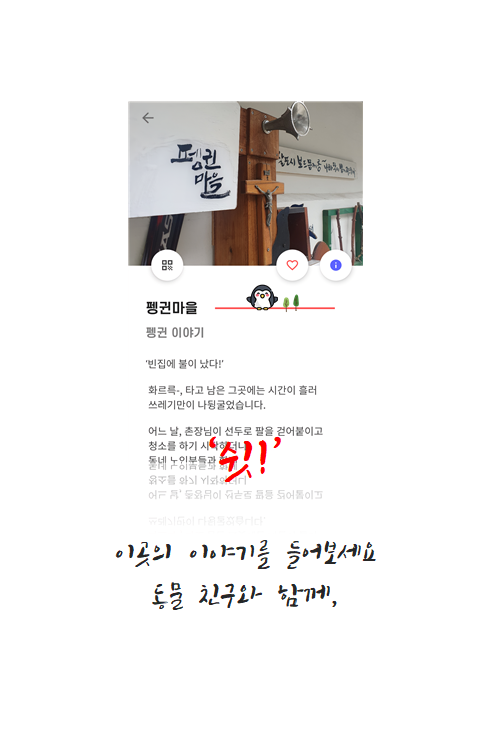 펭귄
마을
펭귄마을
펭귄 이야기
'빈집에 불이 났다!'
화르륵-, 타고 남은 그곳에는 시간이 흘러
쓰레기만이 나뒹굴었습니다.
어느 날, 촌장님이 선두로 팔을 걷어붙이고
청소를 하기 시작하더니
동네 노인부들과 함께
'쉿!'
이곳의 이야기를 들어보세요
동물 친구와 함께,